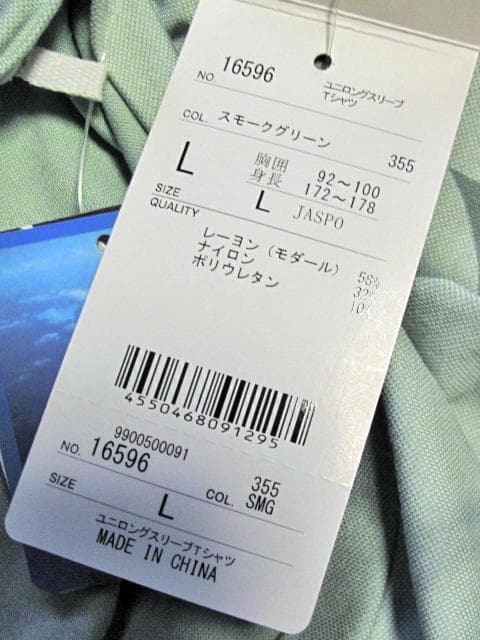 NO. 16596 ユニロングスリーブ
Tシャツ
COL. スモークグリーン 355
L 胸囲 92～100
身長 172～178
SIZE L JASPO
QUALITY
レーヨン (モダール) 58%
ナイロン 32%
ポリウレタン 10%
4550468091295
9900500091
NO. 16596 355
SIZE L COL. SMG
ユニロングスリーブTシャツ
MADE IN CHINA